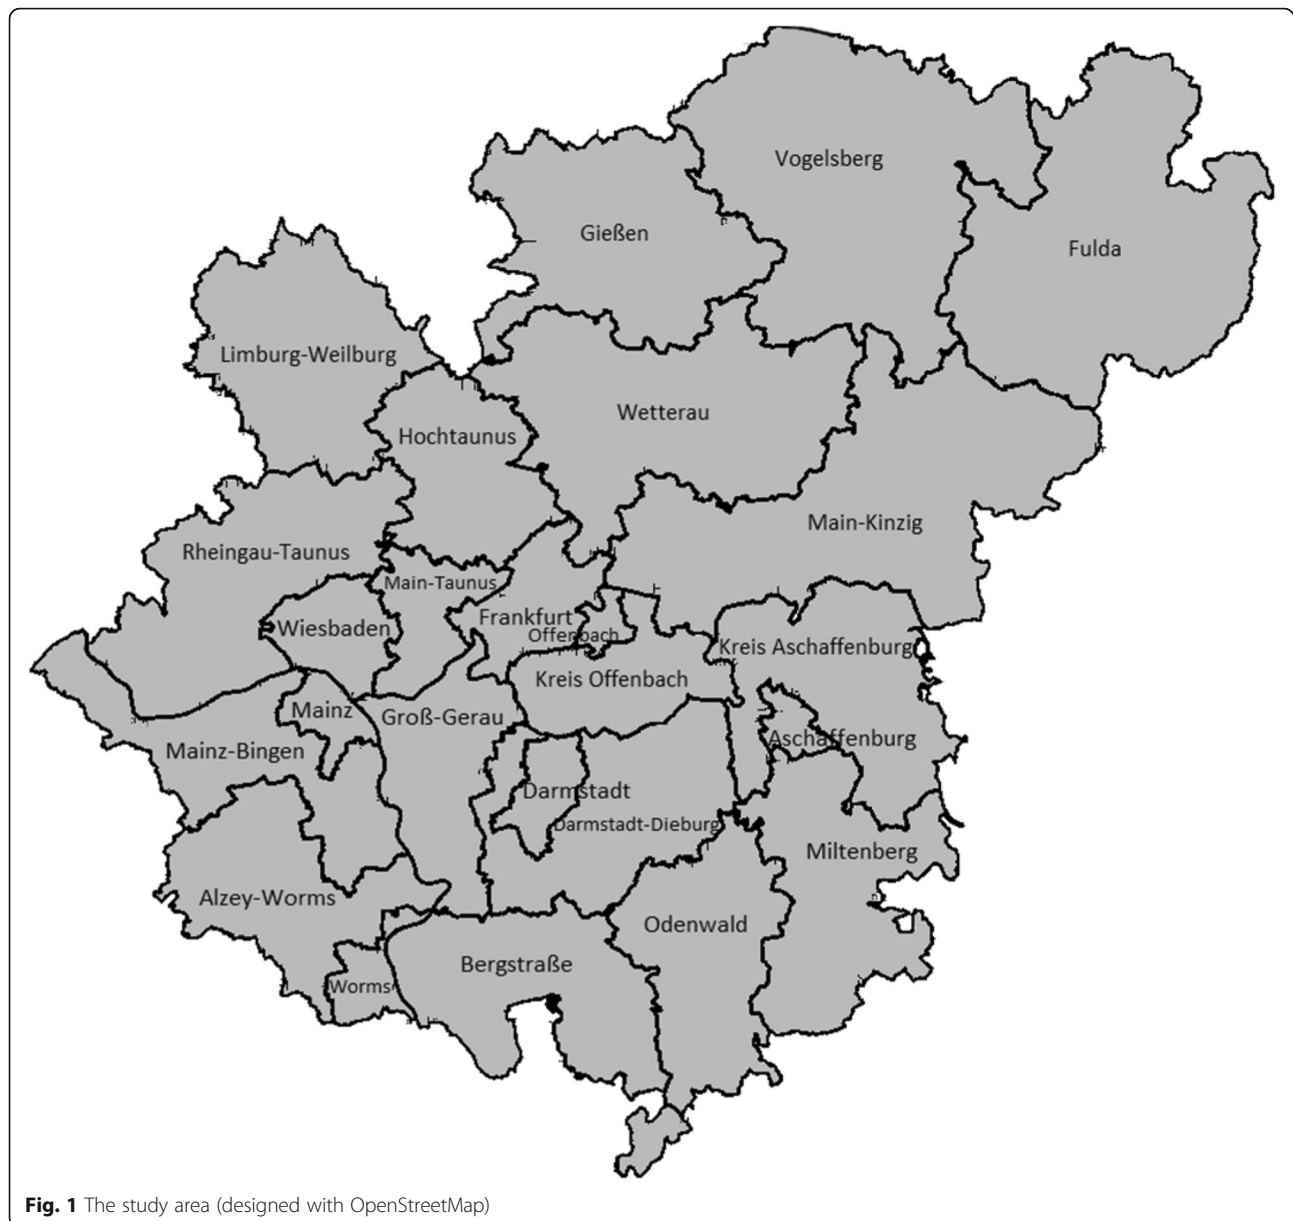 Vogelsberg
Gießen
Fulda
Limburg-Weilburg
Wetterau
Hochtaunus
Main-Kinzig
Rheingau-Taunus
Main-Taunus
Frankfurt
Wiesbaden
Offenbach
Kreis Aschaffenburg
Kreis Offenbach
Mainz
Groß-Gerau
Aschaffenburg
Mainz-Bingen
Darmstadt
Darmstadt-Dieburg
Miltenberg
Alzey-Worms
Odenwald
Bergstraße
Worms
Fig. 1 The study area (designed with OpenStreetMap)